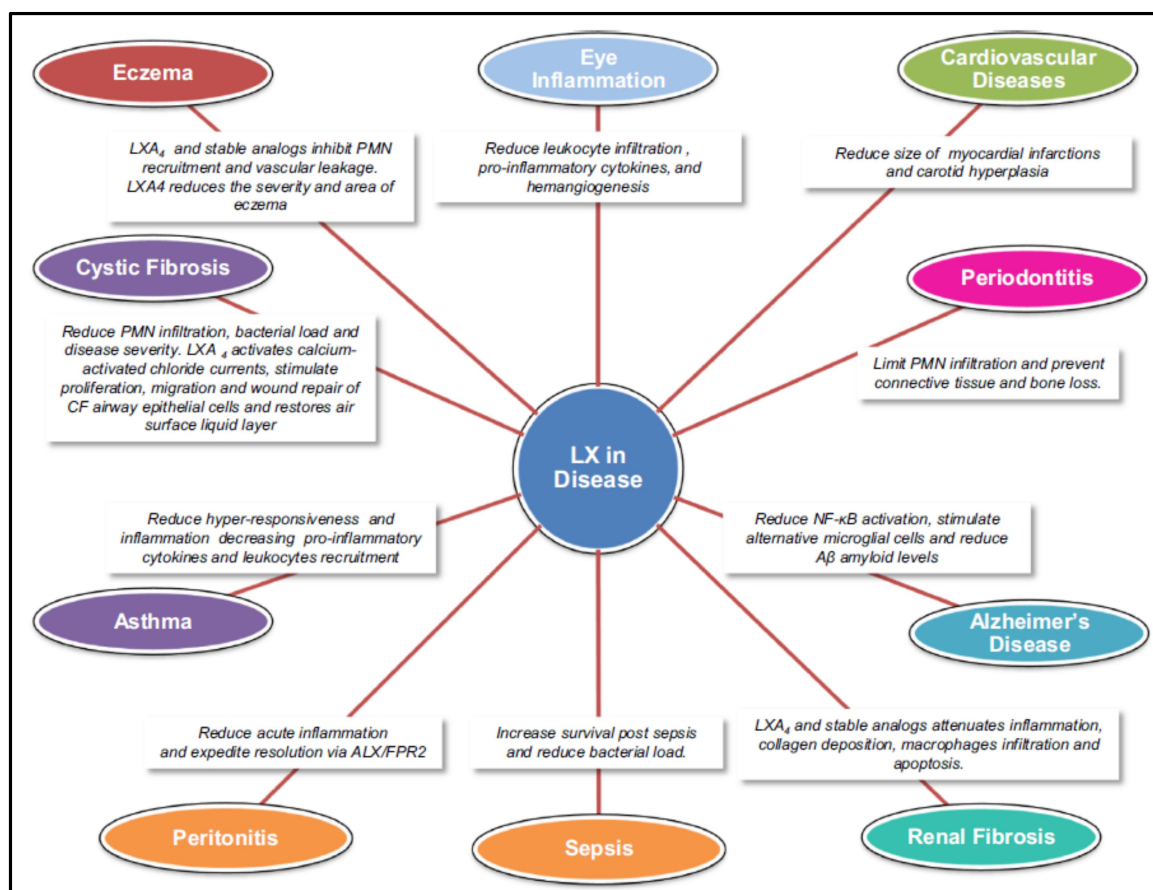 Eczema
LXA4 and stable analogs inhibit PMN
recruitment and vascular leakage.
LXA4 reduces the severity and area of
eczema
Eye
Inflammation
Reduce leukocyte infiltration ,
pro-inflammatory cytokines, and
hemangiogenesis
Cardiovascular
Diseases
Reduce size of myocardial infarctions
and carotid hyperplasia
Cystic Fibrosis
Reduce PMN infiltration, bacterial load and
disease severity. LXA 4 activates calcium-
activated chloride currents, stimulate
proliferation, migration and wound repair of
CF airway epithelial cells and restores air
surface liquid layer
Periodontitis
Limit PMN infiltration and prevent
connective tissue and bone loss.
LX in
Disease
Reduce hyper-responsiveness and
inflammation decreasing pro-inflammatory
cytokines and leukocytes recruitment
Asthma
Reduce NF-κB activation, stimulate
alternative microglial cells and reduce
Aβ amyloid levels
Alzheimer's
Disease
Reduce acute inflammation
and expedite resolution via ALX/FPR2
Peritonitis
Increase survival post sepsis
and reduce bacterial load.
Sepsis
LXA4 and stable analogs attenuates inflammation,
collagen deposition, macrophages infiltration and
apoptosis.
Renal Fibrosis